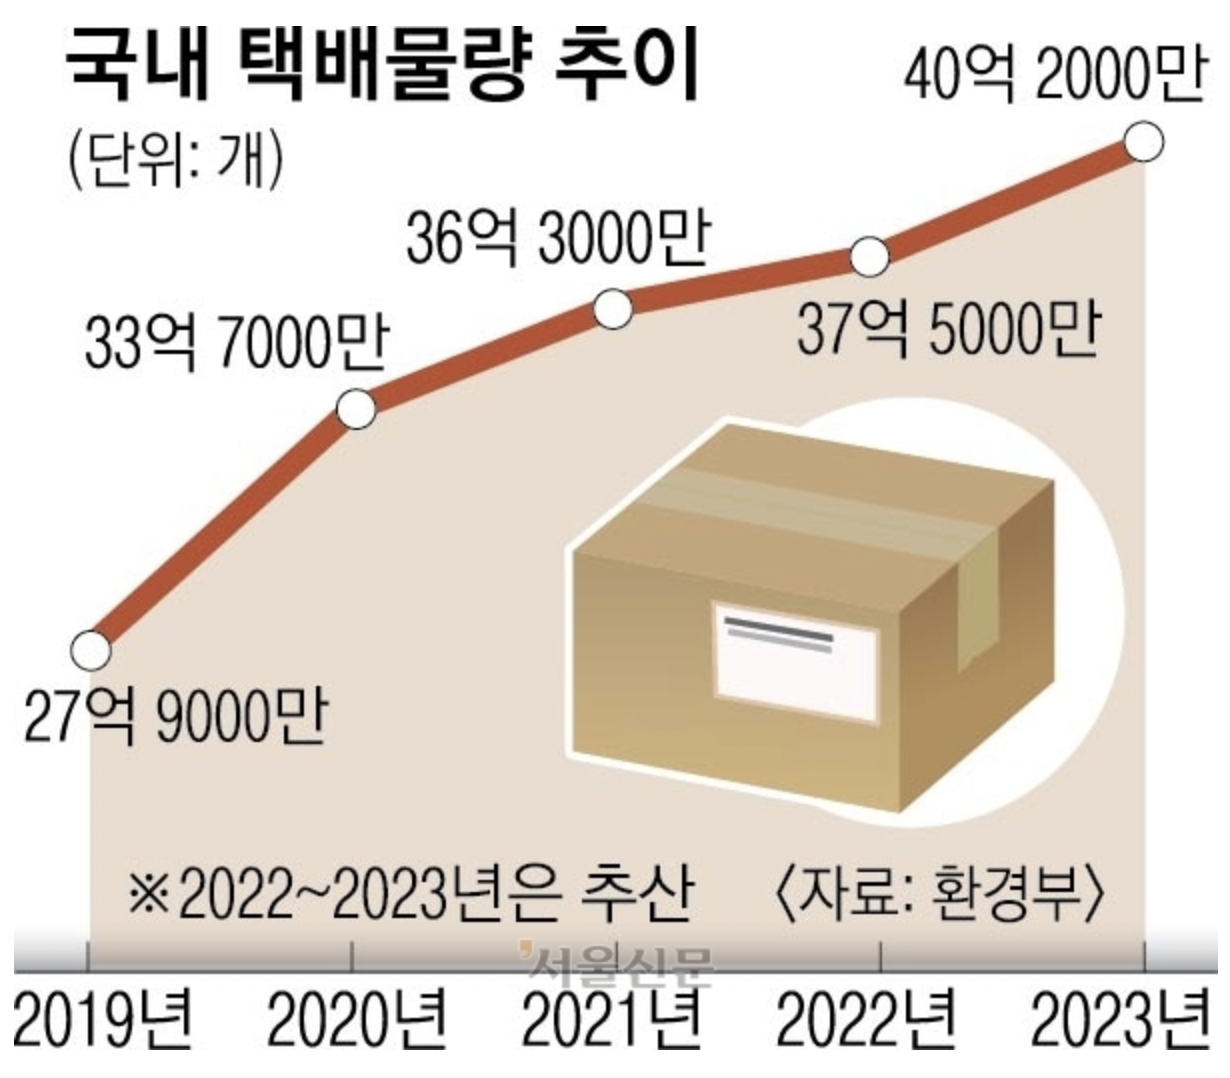 국내 택배물량 추이
(단위: 개)
40억 2000만
36억 3000만
33억 7000만
37억 5000만
27억 9000만
※2022~2023년은 추산 〈자료: 환경부〉
서울신문
2019년 2020년 2021년 2022년 2023년